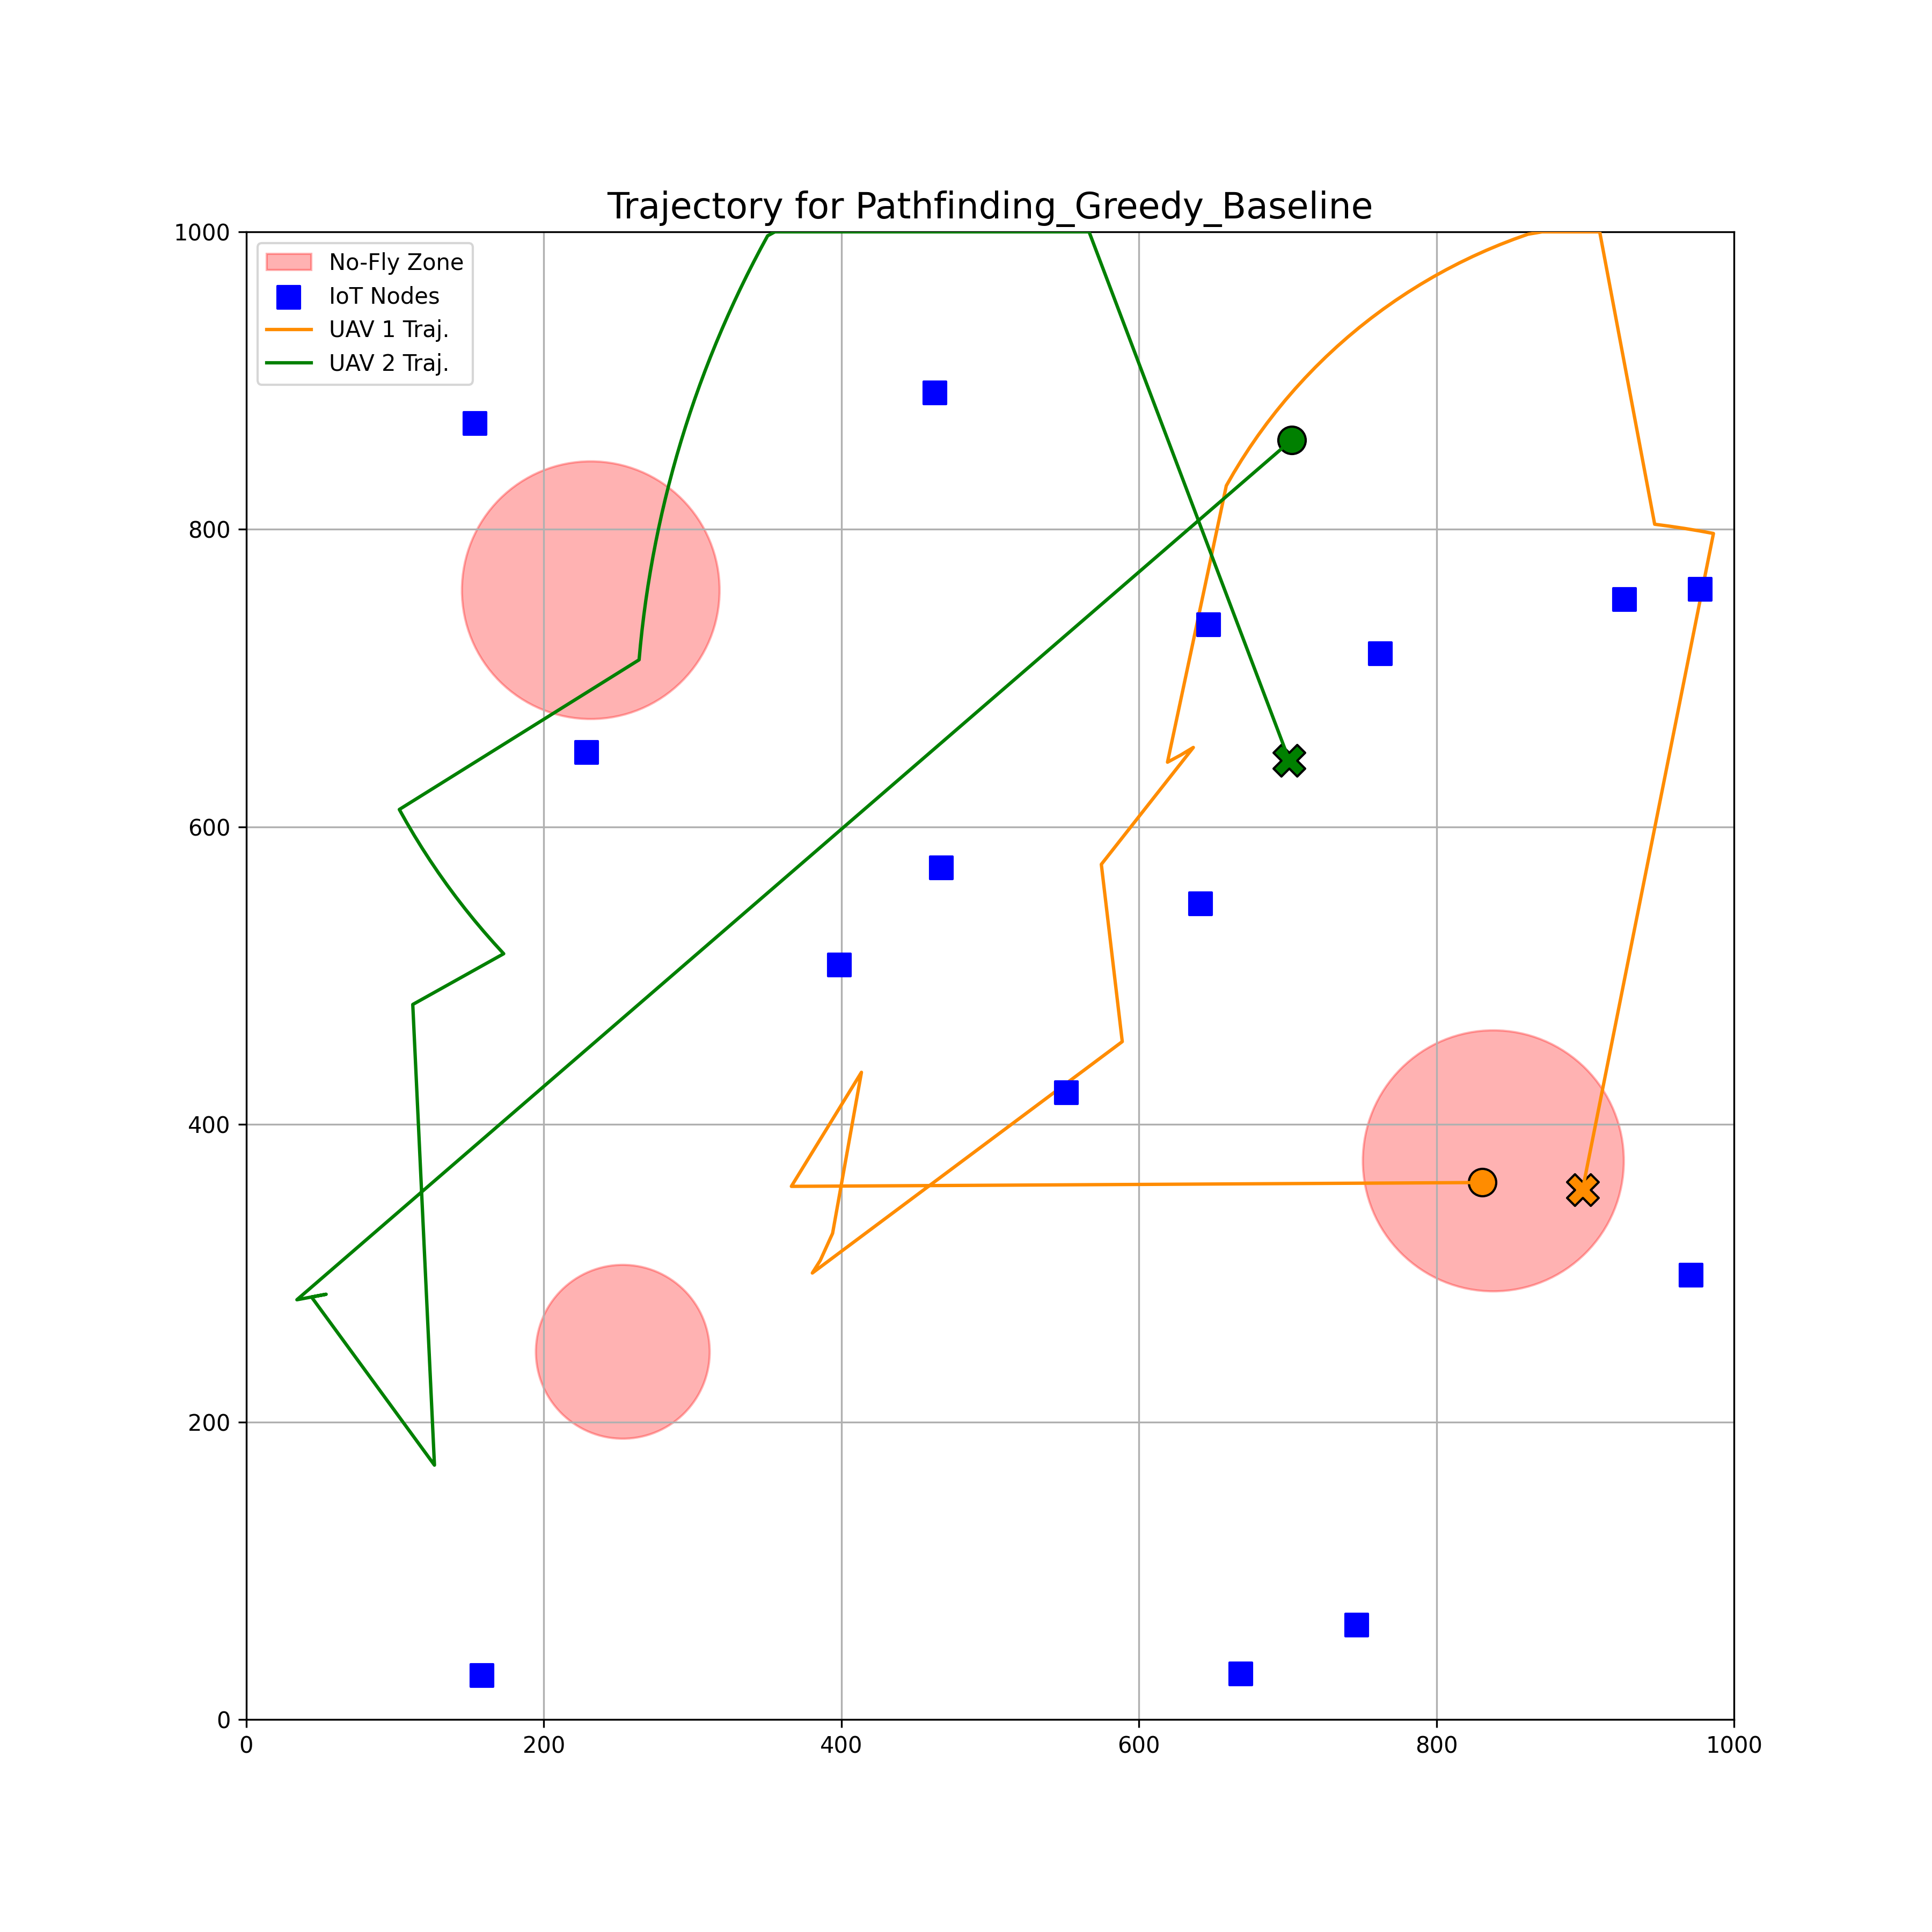 Trajectory for Pathfinding_Greedy_Baseline
1000
800
600
400
200
0
No-Fly Zone
IoT Nodes
UAV 1 Traj.
UAV 2 Traj.
0 200 400 600 800 1000